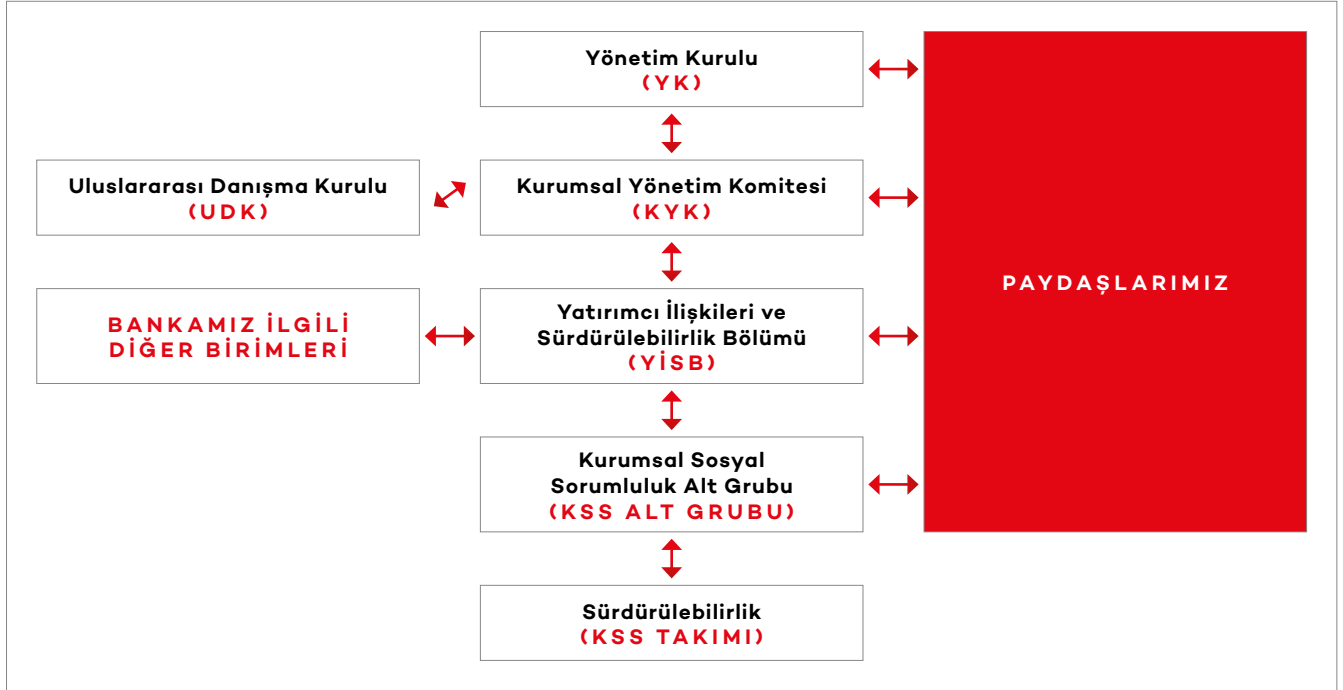 Yönetim Kurulu
(YK)
Uluslararası Danışma Kurulu
(UDK)
Kurumsal Yönetim Komitesi
(KYK)
PAYDAŞLARIMIZ
BANKAMIZ İLGİLİ
DİĞER BİRİMLERİ
Yatırımcı İlişkileri ve
Sürdürülebilirlik Bölümü
(YİSB)
Kurumsal Sosyal
Sorumluluk Alt Grubu
(KSS ALT GRUBU)
Sürdürülebilirlik
(KSS TAKIMI)